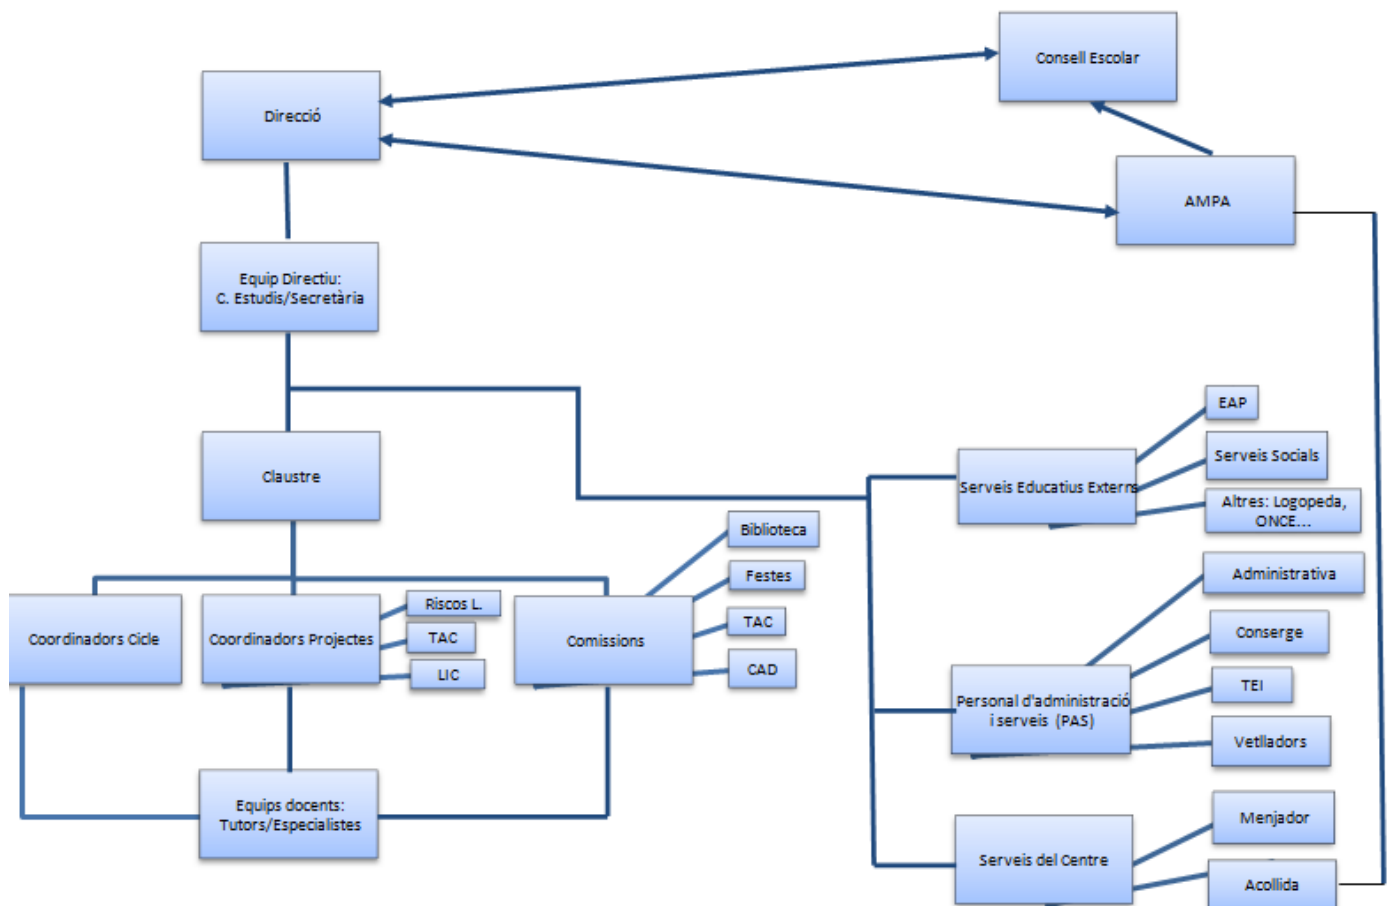 Consell Escolar
Direcció
AMPA
Equip Directiu:
C. Estudis/Secretària
Claustre
EAP
Serveis Socials
Serveis Educatius Externs
Altres: Logopeda,
ONCE...
Biblioteca
Festes
TAC
CAD
Administrativa
Conserge
TEI
Vetlladors
Riscos L.
TAC
LIC
Coordinadors Cicle
Coordinadors Projectes
Comissions
Personal d'administració
i serveis (PAS)
Equips docents:
Tutors/Especialistes
Menjador
Serveis del Centre
Acollida